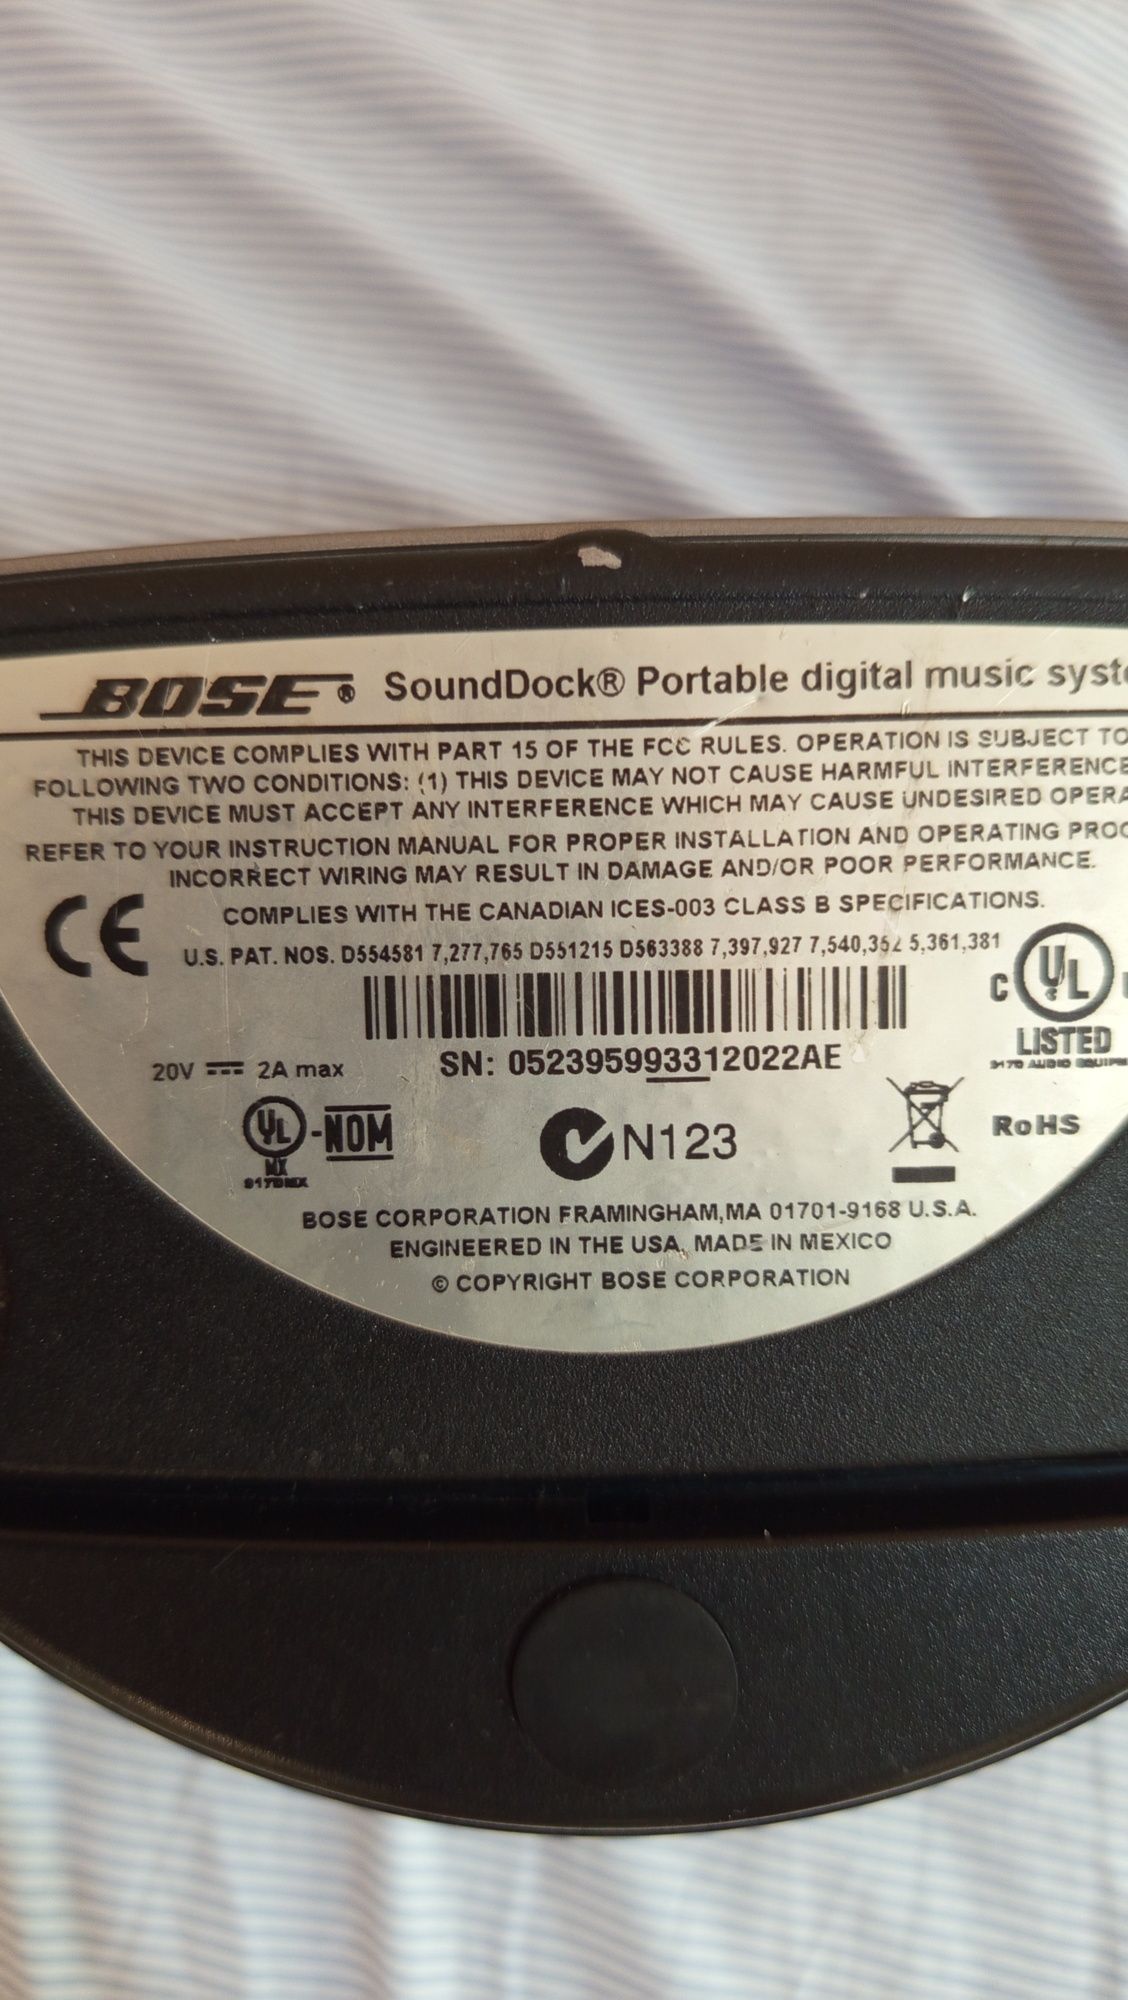 BOSE® SoundDock® Portable digital music syst
THIS DEVICE COMPLIES WITH PART 15 OF THE FCC RULES. OPERATION IS SUBJECT TO
FOLLOWING TWO CONDITIONS: (1) THIS DEVICE MAY NOT CAUSE HARMFUL INTERFERENCE
THIS DEVICE MUST ACCEPT ANY INTERFERENCE WHICH MAY CAUSE UNDESIRED OPERA
REFER TO YOUR INSTRUCTION MANUAL FOR PROPER INSTALLATION AND OPERATING PROC
INCORRECT WIRING MAY RESULT IN DAMAGE AND/OR POOR PERFORMANCE.
COMPLIES WITH THE CANADIAN ICES-003 CLASS B SPECIFICATIONS.
CE
U.S. PAT. NOS. D554581 7,277,765 D551215 D563388 7,397,927 7,540,352 5,361,381
C UL
LISTED
9170 AUDIO EQUIPM
SN: 052395993312022AE
20V 2A max
UL -NOM
MX
917DMX
N123
RoHS
BOSE CORPORATION FRAMINGHAM,MA 01701-9168 U.S.A.
ENGINEERED IN THE USA, MADE IN MEXICO
© COPYRIGHT BOSE CORPORATION